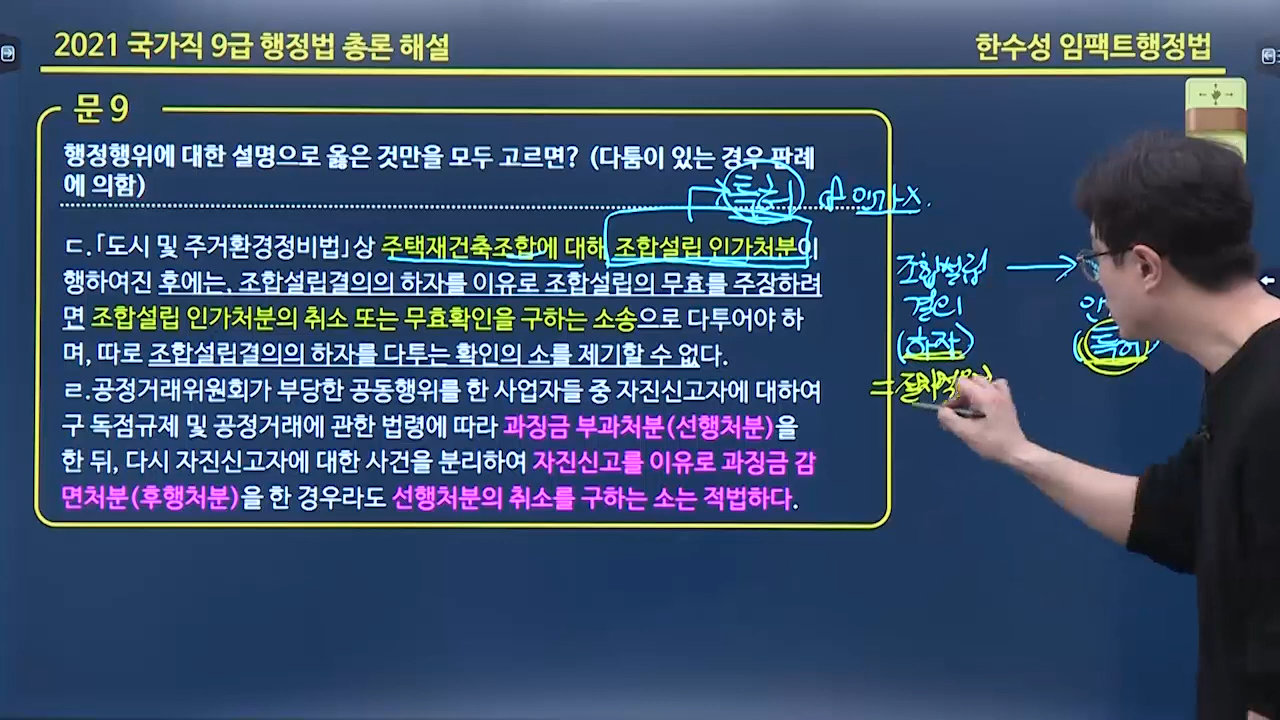 2021 국가직 9급 행정법 총론 해설
한수성 임팩트행정법
문 9
행정행위에 대한 설명으로 옳은 것만을 모두 고르면? (다툼이 있는 경우 판례
에 의함)
특허
인가X.
ㄷ.「도시 및 주거환경정비법」상 주택재건축조합에 대해 조합설립 인가처분이
행하여진 후에는, 조합설립결의의 하자를 이유로 조합설립의 무효를 주장하려
면 조합설립 인가처분의 취소 또는 무효확인을 구하는 소송으로 다투어야 하
며, 따로 조합설립결의의 하자를 다투는 확인의 소를 제기할 수 없다.
ㄹ.공정거래위원회가 부당한 공동행위를 한 사업자들 중 자진신고자에 대하여
구 독점규제 및 공정거래에 관한 법령에 따라 과징금 부과처분(선행처분)을
한 뒤, 다시 자진신고자에 대한 사건을 분리하여 자진신고를 이유로 과징금 감
면처분(후행처분)을 한 경우라도 선행처분의 취소를 구하는 소는 적법하다.
조합설립
결의
(하자)